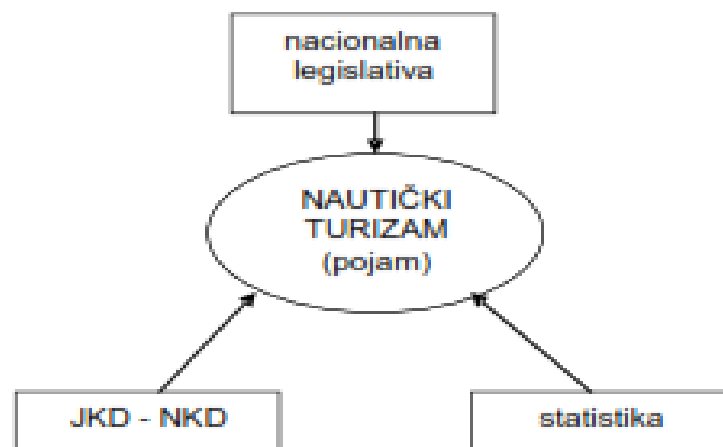 nacionalna
legislativa
NAUTIČKI
TURIZAM
(pojam)
JKD - NKD
statistika